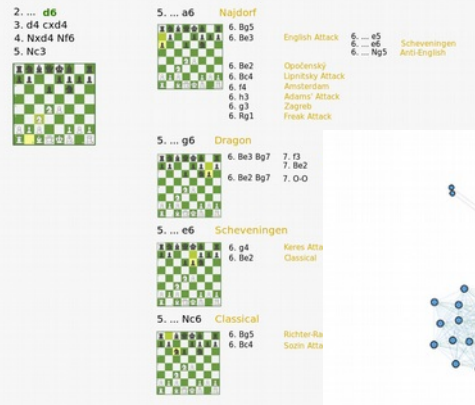 2. ... d6
3. d4 cxd4
4. Nxd4 Nf6
5. Nc3
5. ... a6 Najdorf
6. Bg5
6. Be3 English Attack
6. ... e5
6. ... e6 Scheveningen
6. ... Ng5 Anti-English
6. Be2 Opočenský
6. Bc4 Lipnitsky Attack
6. f4 Amsterdam
6. h3 Adams' Attack
6. g3 Zagreb
6. Rg1 Freak Attack
5. ... g6 Dragon
6. Be3 Bg7 7. f3
7. Be2
6. Be2 Bg7 7. O-O
5. ... e6 Scheveningen
6. g4 Keres Atta
6. Be2 Classical
5. ... Nc6 Classical
6. Bg5 Richter-Ra
6. Bc4 Sozin Atta